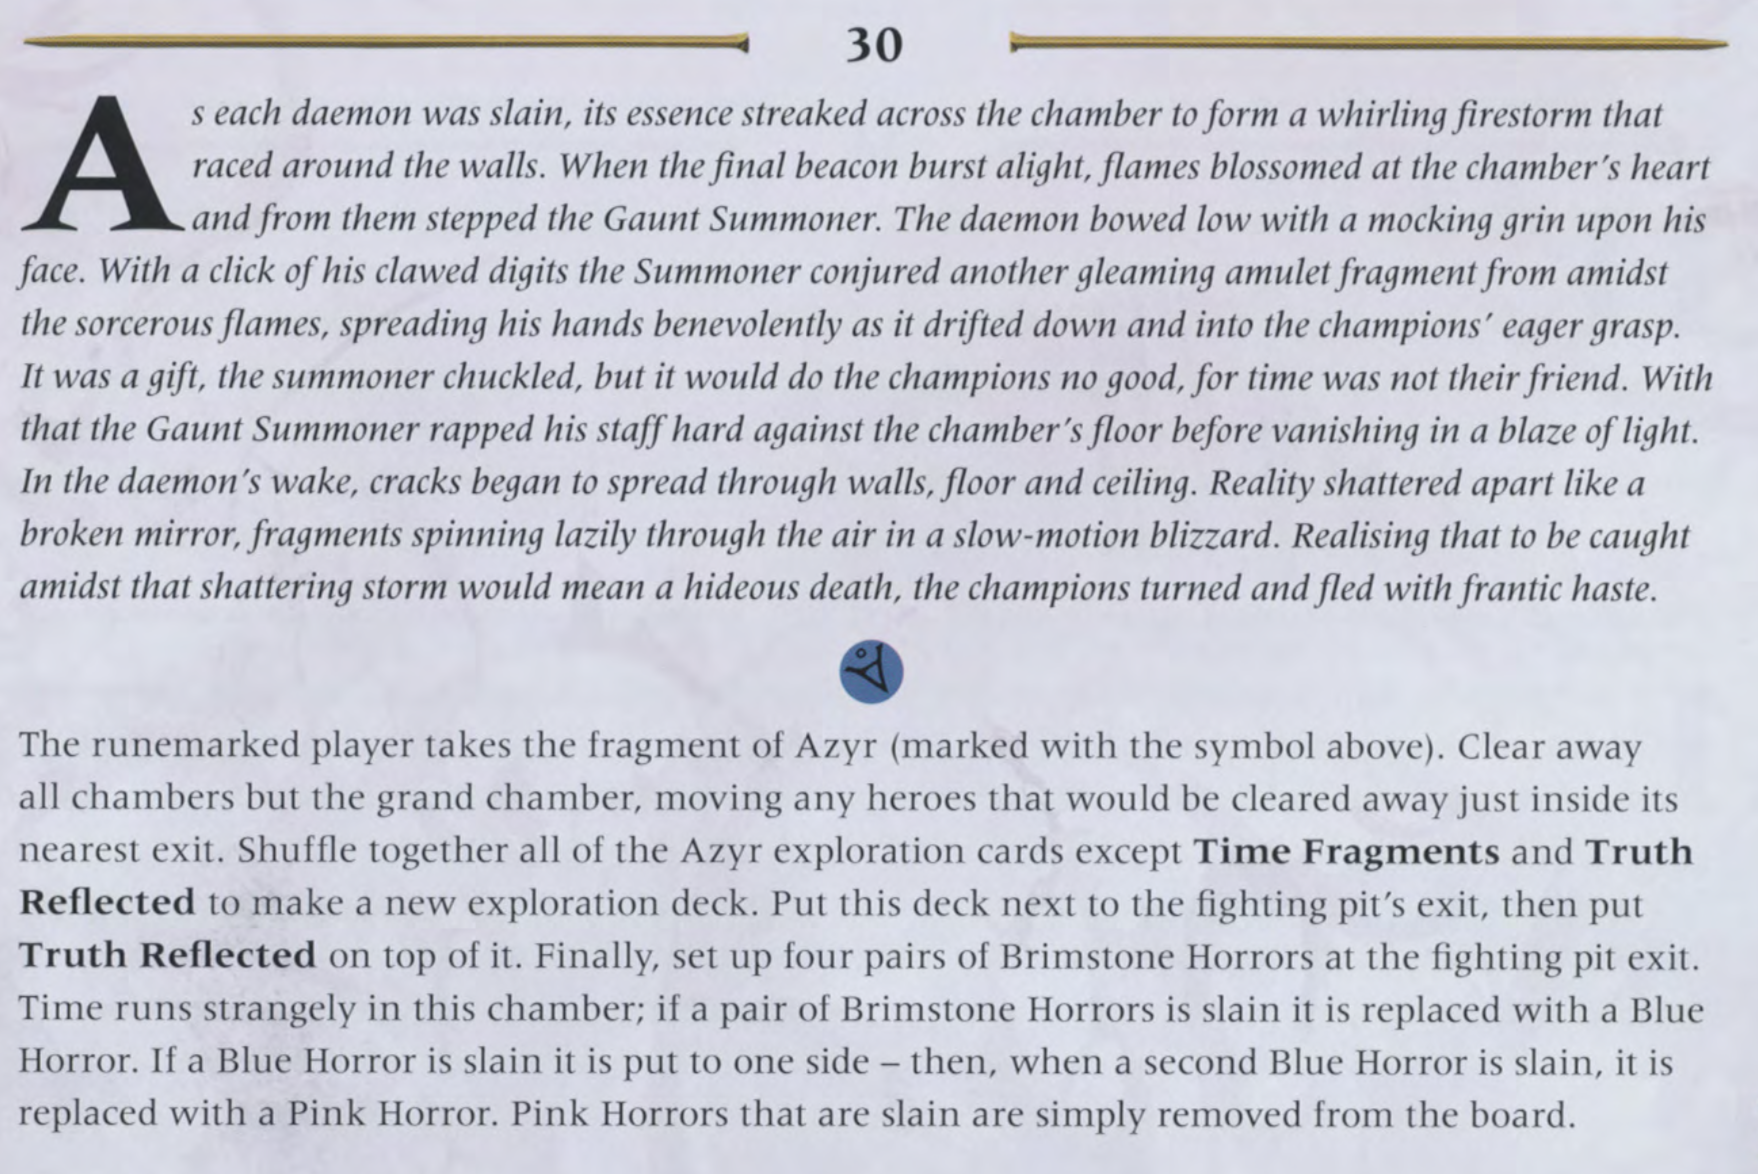 30
As each daemon was slain, its essence streaked across the chamber to form a whirling firestorm that
raced around the walls. When the final beacon burst alight, flames blossomed at the chamber's heart
and from them stepped the Gaunt Summoner. The daemon bowed low with a mocking grin upon his
face. With a click of his clawed digits the Summoner conjured another gleaming amulet fragment from amidst
the sorcerous flames, spreading his hands benevolently as it drifted down and into the champions' eager grasp.
It was a gift, the summoner chuckled, but it would do the champions no good, for time was not their friend. With
that the Gaunt Summoner rapped his staff hard against the chamber's floor before vanishing in a blaze of light.
In the daemon's wake, cracks began to spread through walls, floor and ceiling. Reality shattered apart like a
broken mirror, fragments spinning lazily through the air in a slow-motion blizzard. Realising that to be caught
amidst that shattering storm would mean a hideous death, the champions turned and fled with frantic haste.
The runemarked player takes the fragment of Azyr (marked with the symbol above). Clear away
all chambers but the grand chamber, moving any heroes that would be cleared away just inside its
nearest exit. Shuffle together all of the Azyr exploration cards except Time Fragments and Truth
Reflected to make a new exploration deck. Put this deck next to the fighting pit's exit, then put
Truth Reflected on top of it. Finally, set up four pairs of Brimstone Horrors at the fighting pit exit.
Time runs strangely in this chamber; if a pair of Brimstone Horrors is slain it is replaced with a Blue
Horror. If a Blue Horror is slain it is put to one side – then, when a second Blue Horror is slain, it is
replaced with a Pink Horror. Pink Horrors that are slain are simply removed from the board.